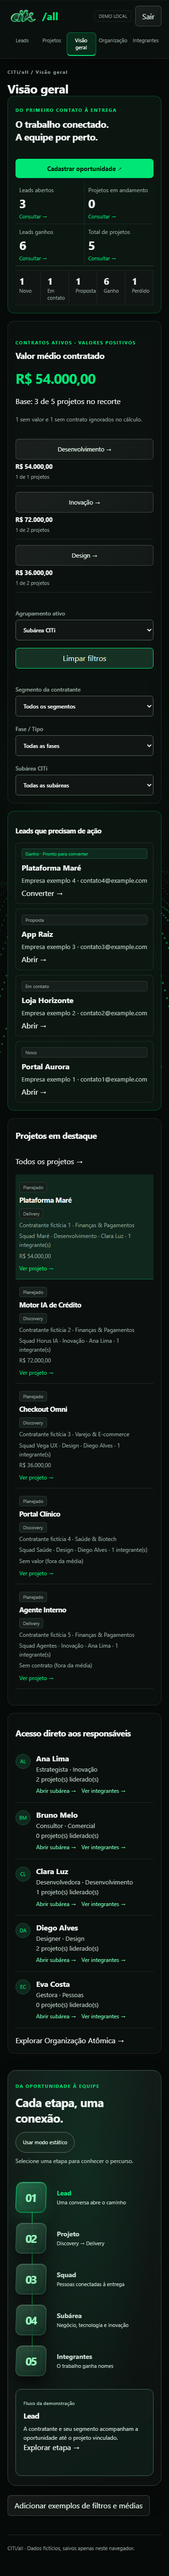 citi /all
DEMO LOCAL
Sair
Leads
Projetos
Visão geral
Organização
Integrantes
CITi/all / Visão geral
Visão geral
DO PRIMEIRO CONTATO À ENTREGA
O trabalho conectado.
A equipe por perto.
Cadastrar oportunidade ↗
Leads abertos
3
Consultar →
Projetos em andamento
0
Consultar →
Leads ganhos
6
Consultar →
Total de projetos
5
Consultar →
1
Novo
1
Em contato
1
Proposta
6
Ganho
1
Perdido
CONTRATOS ATIVOS · VALORES POSITIVOS
Valor médio contratado
R$ 54.000,00
Base: 3 de 5 projetos no recorte
1 sem valor e 1 sem contrato ignorados no cálculo.
Desenvolvimento →
R$ 54.000,00
1 de 1 projetos
Inovação →
R$ 72.000,00
1 de 2 projetos
Design →
R$ 36.000,00
1 de 2 projetos
Agrupamento ativo
Subárea CITi
Limpar filtros
Segmento da contratante
Todos os segmentos
Fase / Tipo
Todas as fases
Subárea CITi
Todas as subáreas
Leads que precisam de ação
Ganho · Pronto para converter
Plataforma Maré
Empresa exemplo 4 · contato4@example.com
Converter →
Proposta
App Raiz
Empresa exemplo 3 · contato3@example.com
Abrir →
Em contato
Loja Horizonte
Empresa exemplo 2 · contato2@example.com
Abrir →
Novo
Portal Aurora
Empresa exemplo 1 · contato1@example.com
Abrir →
Projetos em destaque
Todos os projetos →
Planejado
Plataforma Maré
Delivery
Contratante fictícia 1 · Finanças & Pagamentos
Squad Maré · Desenvolvimento · Clara Luz · 1
integrante(s)
R$ 54.000,00
Ver projeto →
Planejado
Motor IA de Crédito
Discovery
Contratante fictícia 2 · Finanças & Pagamentos
Squad Horus IA · Inovação · Ana Lima · 1
integrante(s)
R$ 72.000,00
Ver projeto →
Planejado
Checkout Omni
Discovery
Contratante fictícia 3 · Varejo & E-commerce
Squad Vega UX · Design · Diego Alves · 1
integrante(s)
R$ 36.000,00
Ver projeto →
Planejado
Portal Clínico
Discovery
Contratante fictícia 4 · Saúde & Biotech
Squad Saúde · Design · Diego Alves · 1 integrante(s)
Sem valor (fora da média)
Ver projeto →
Planejado
Agente Interno
Delivery
Contratante fictícia 5 · Finanças & Pagamentos
Squad Agentes · Inovação · Ana Lima · 1
integrante(s)
Sem contrato (fora da média)
Ver projeto →
Acesso direto aos responsáveis
AL
Ana Lima
Estrategista · Inovação
2 projeto(s) liderado(s)
Abrir subárea → Ver integrantes →
BM
Bruno Melo
Consultor · Comercial
0 projeto(s) liderado(s)
Abrir subárea → Ver integrantes →
CL
Clara Luz
Desenvolvedora · Desenvolvimento
1 projeto(s) liderado(s)
Abrir subárea → Ver integrantes →
DA
Diego Alves
Designer · Design
2 projeto(s) liderado(s)
Abrir subárea → Ver integrantes →
EC
Eva Costa
Gestora · Pessoas
0 projeto(s) liderado(s)
Abrir subárea → Ver integrantes →
Explorar Organização Atômica →
DA OPORTUNIDADE À EQUIPE
Cada etapa, uma
conexão.
Usar modo estático
Selecione uma etapa para conhecer o percurso.
01
Lead
Uma conversa abre o caminho
02
Projeto
Discovery → Delivery
03
Squad
Pessoas conectadas à entrega
04
Subárea
Negócio, tecnologia e inovação
05
Integrantes
O trabalho ganha nomes
Fluxo da demonstração
Lead
A contratante e seu segmento acompanham a
oportunidade até o projeto vinculado.
Explorar etapa →
Adicionar exemplos de filtros e médias
CITi/all · Dados fictícios, salvos apenas neste navegador.